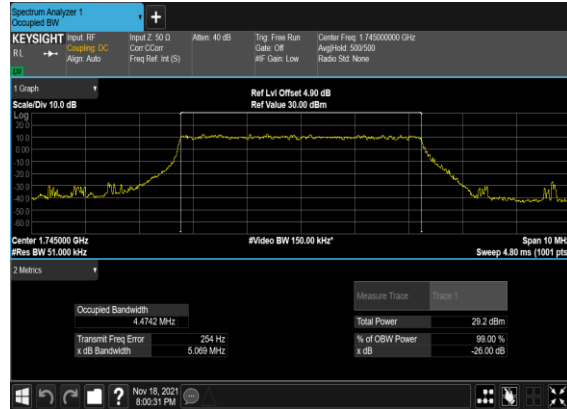 Spectrum Analyzer 1
Occupied BW
KEYSIGHT Input: RF Input Z: 50 Ω Atten: 40 dB Trig: Free Run Center Freq: 1.745000000 GHz
RL Coupling: DC Corr CCorr Gate: Off Avg|Hold: 500/500
Align: Auto Freq Ref: Int (S) #IF Gain: Low Radio Std: None
LW
1 Graph
Ref Lvl Offset 4.90 dB
Scale/Div 10.0 dB Ref Value 30.00 dBm
Log
20.0
10.0
0.00
-10.0
-20.0
-30.0
-40.0
-50.0
-60.0
Center 1.745000 GHz #Video BW 150.00 kHz* Span 10 MHz
#Res BW 51.000 kHz Sweep 4.80 ms (1001 pts
2 Metrics
Measure Trace Trace 1
Occupied Bandwidth
4.4742 MHz Total Power 29.2 dBm
Transmit Freq Error 254 Hz % of OBW Power 99.00 %
x dB Bandwidth 5.069 MHz x dB -26.00 dB
Nov 18, 2021
8:00:31 PM